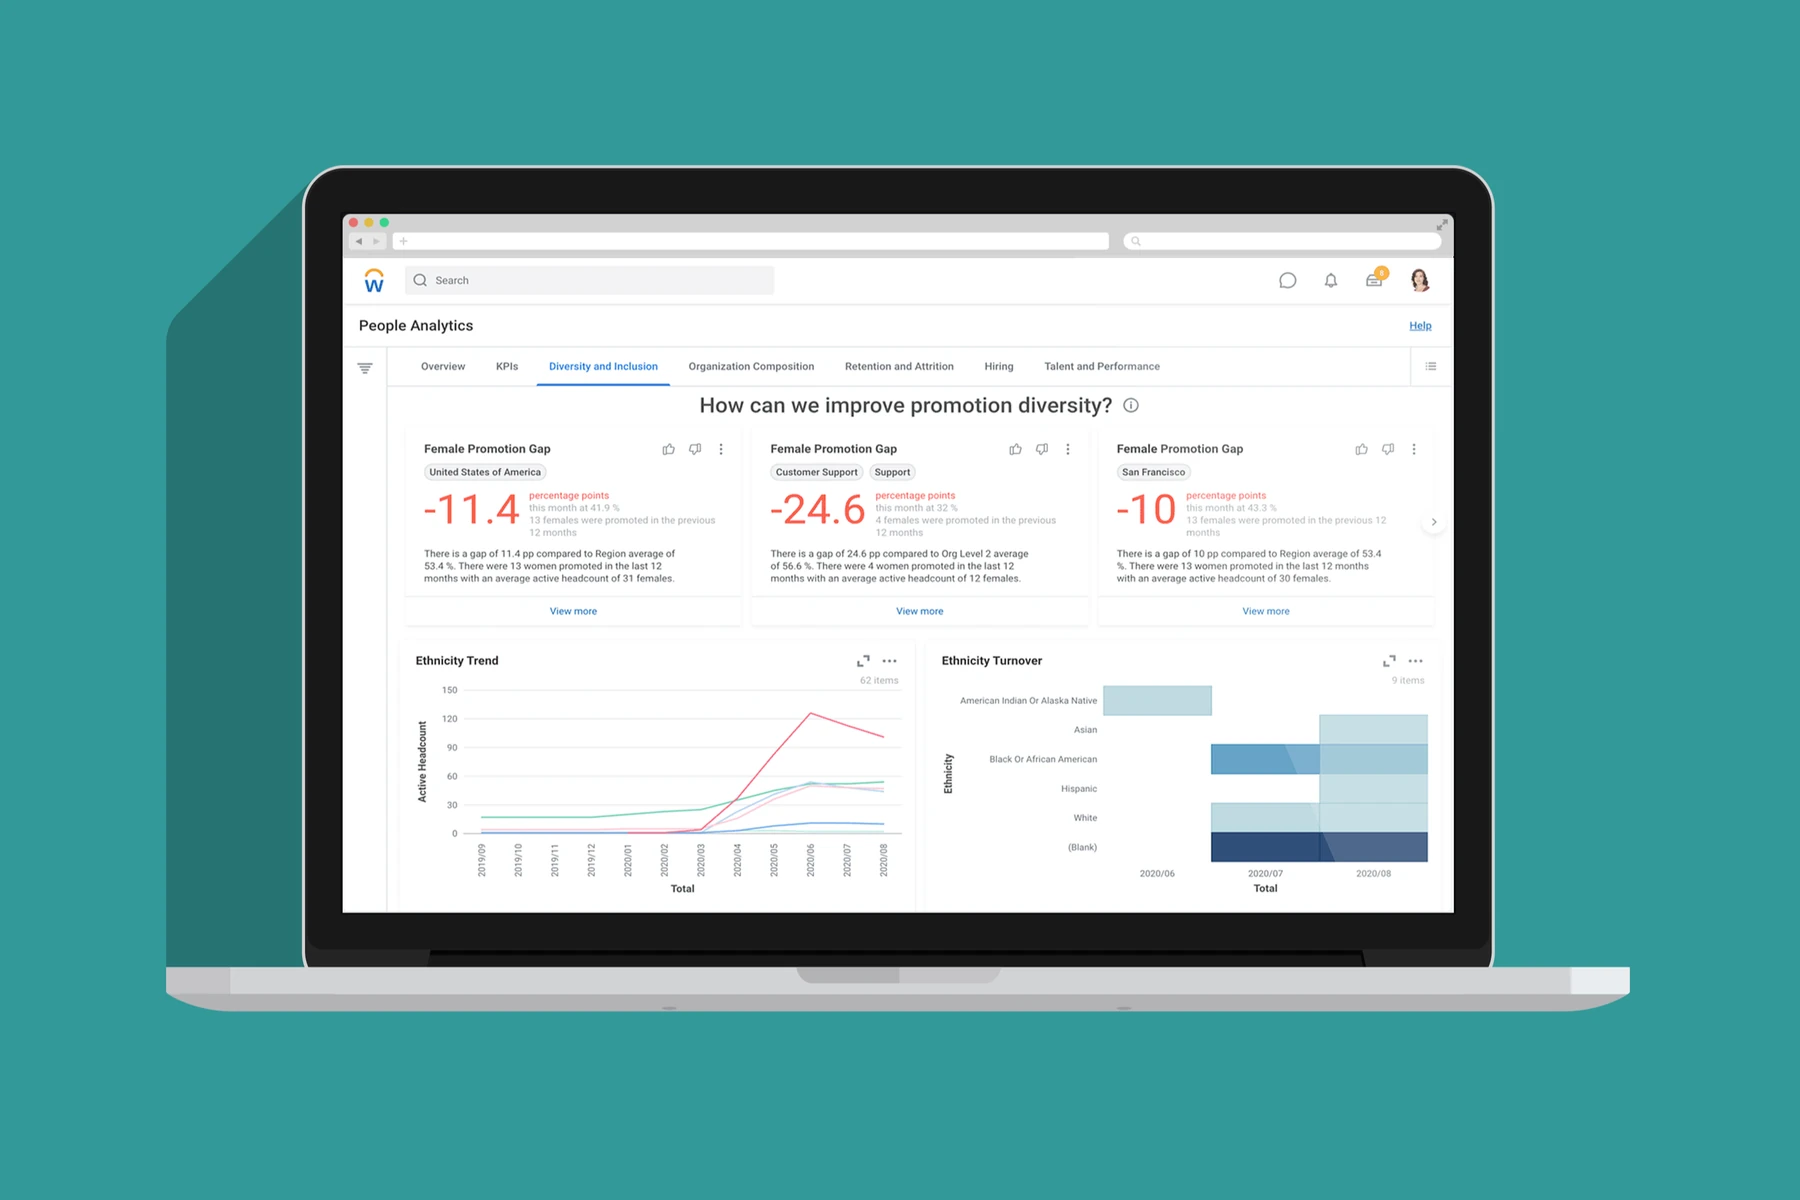 W
Search
8
People Analytics
Help
Overview
KPIs
Diversity and Inclusion
Organization Composition
Retention and Attrition
Hiring
Talent and Performance
How can we improve promotion diversity?
Female Promotion Gap
United States of America
-11.4
percentage points
this month at 41.9 %
13 females were promoted in the previous
12 months
There is a gap of 11.4 pp compared to Region average of
53.4 %. There were 13 women promoted in the last 12
months with an average active headcount of 31 females.
View more
Female Promotion Gap
Customer Support
Support
-24.6
percentage points
this month at 32 %
4 females were promoted in the previous
12 months
There is a gap of 24.6 pp compared to Org Level 2 average
of 56.6 %. There were 4 women promoted in the last 12
months with an average active headcount of 12 females.
View more
Female Promotion Gap
San Francisco
-10
percentage points
this month at 43.3 %
13 females were promoted in the previous 12
months
There is a gap of 10 pp compared to Region average of 53.4
%. There were 13 women promoted in the last 12 months
with an average active headcount of 30 females.
View more
Ethnicity Trend
62 items
Active Headcount
150
120
90
60
30
0
2019/09
2019/10
2019/11
2019/12
2020/01
2020/02
2020/03
2020/04
2020/05
2020/06
2020/07
2020/08
Total
Ethnicity Turnover
9 items
Ethnicity
American Indian Or Alaska Native
Asian
Black Or African American
Hispanic
White
(Blank)
2020/06
2020/07
2020/08
Total